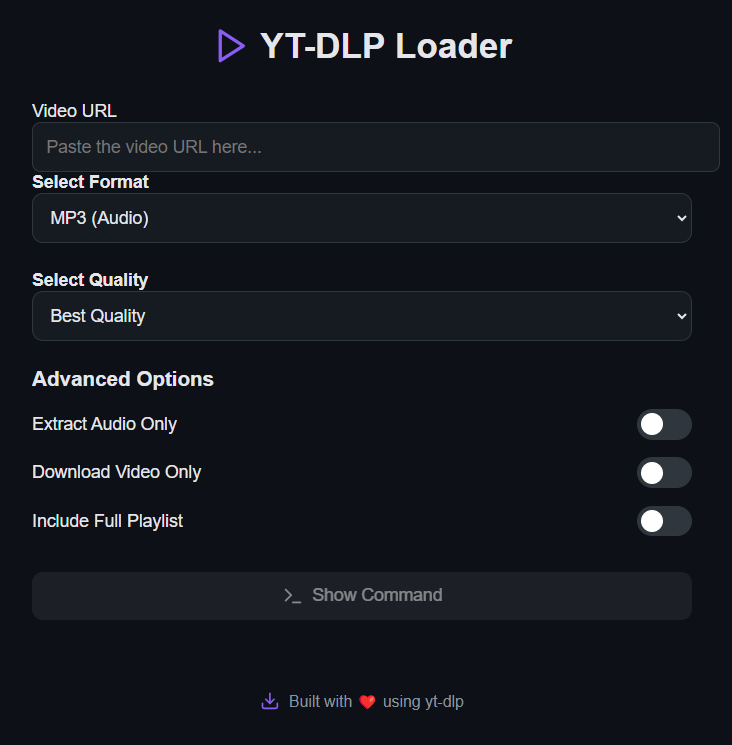 YT-DLP Loader
Video URL
Paste the video URL here...
Select Format
MP3 (Audio)
Select Quality
Best Quality
Advanced Options
Extract Audio Only
Download Video Only
Include Full Playlist
Show Command
Built with ❤️ using yt-dlp